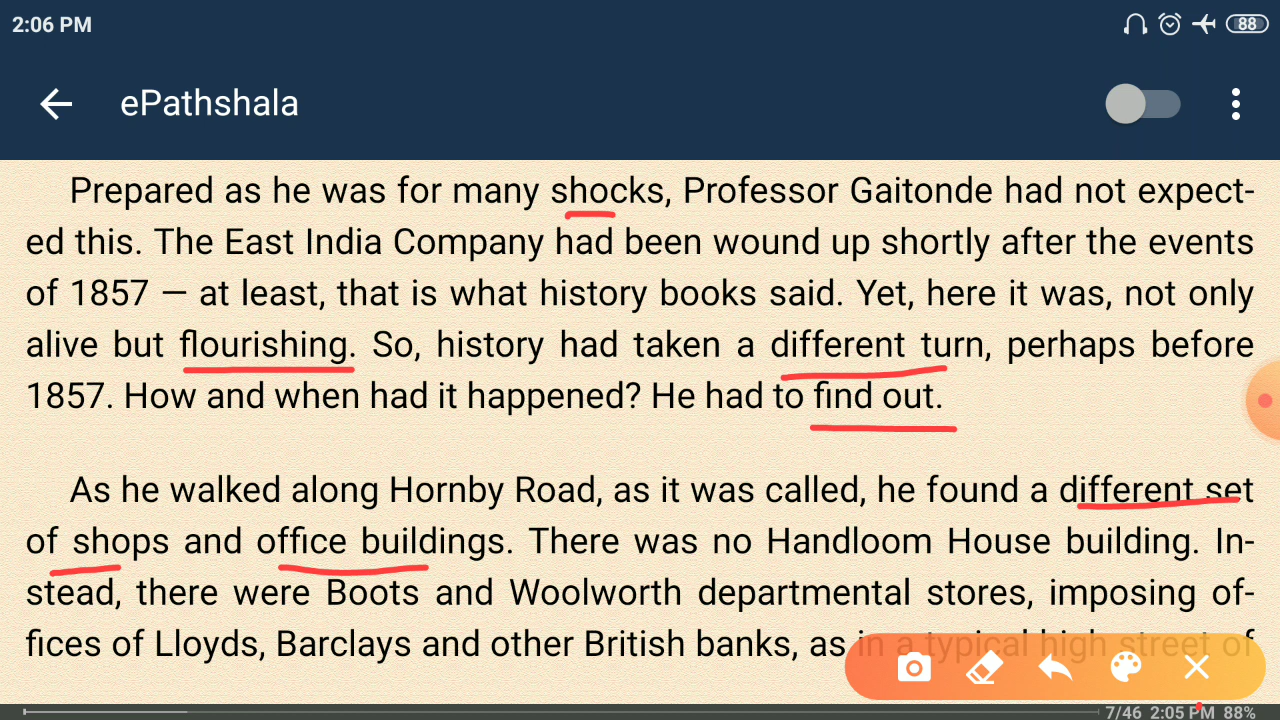 2:06 PM
88
ePathshala
Prepared as he was for many shocks, Professor Gaitonde had not expect-
ed this. The East India Company had been wound up shortly after the events
of 1857 — at least, that is what history books said. Yet, here it was, not only
alive but flourishing. So, history had taken a different turn, perhaps before
1857. How and when had it happened? He had to find out.
As he walked along Hornby Road, as it was called, he found a different set
of shops and office buildings. There was no Handloom House building. In-
stead, there were Boots and Woolworth departmental stores, imposing of-
fices of Lloyds, Barclays and other British banks, as in a typical high street of
7/46 2:05 PM 88%